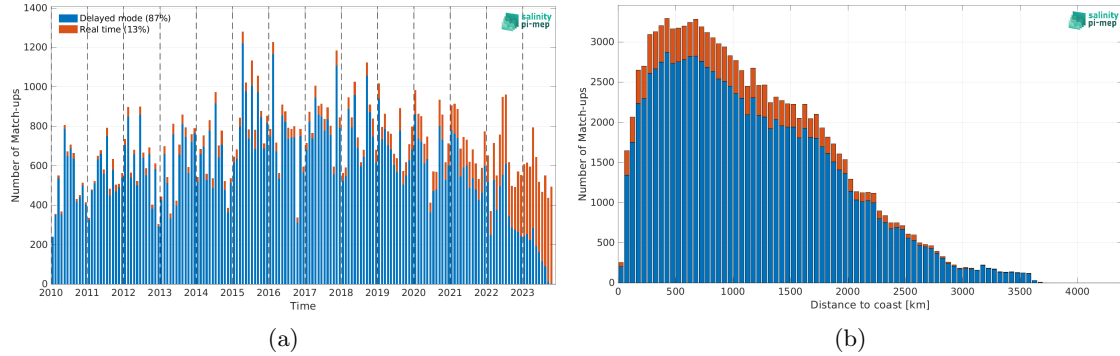 1400
1200
1000
800
600
400
200
0
Number of Match-ups
Delayed mode (87%)
Real time (13%)
salinity
pi-mep
2010 2011 2012 2013 2014 2015 2016 2017 2018 2019 2020 2021 2022 2023
Time
(a)
3000
2500
2000
1500
1000
500
0
Number of Match-ups
salinity
pi-mep
0 500 1000 1500 2000 2500 3000 3500 4000
Distance to coast [km]
(b)